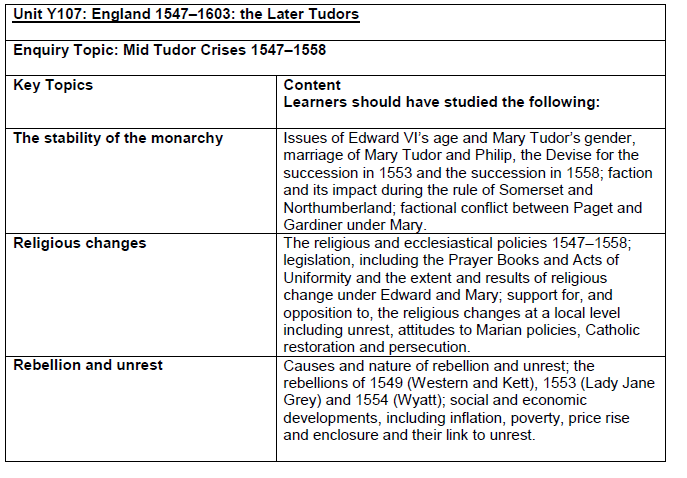 Unit Y107: England 1547–1603: the Later Tudors
Enquiry Topic: Mid Tudor Crises 1547–1558
Key Topics
Content
Learners should have studied the following:
The stability of the monarchy
Issues of Edward VI's age and Mary Tudor's gender,
marriage of Mary Tudor and Philip, the Devise for the
succession in 1553 and the succession in 1558; faction
and its impact during the rule of Somerset and
Northumberland; factional conflict between Paget and
Gardiner under Mary.
Religious changes
The religious and ecclesiastical policies 1547–1558;
legislation, including the Prayer Books and Acts of
Uniformity and the extent and results of religious
change under Edward and Mary; support for, and
opposition to, the religious changes at a local level
including unrest, attitudes to Marian policies, Catholic
restoration and persecution.
Rebellion and unrest
Causes and nature of rebellion and unrest; the
rebellions of 1549 (Western and Kett), 1553 (Lady Jane
Grey) and 1554 (Wyatt); social and economic
developments, including inflation, poverty, price rise
and enclosure and their link to unrest.